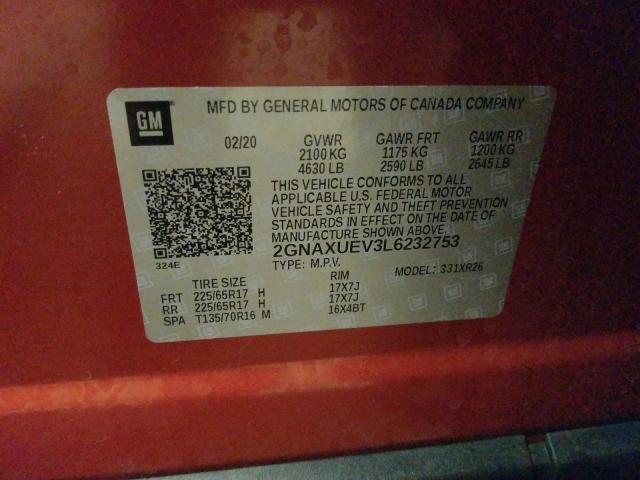 GM
MFD BY GENERAL MOTORS OF CANADA COMPANY
02/20 GVWR GAWR FRT GAWR RR
2100 KG 1175 KG 1200 KG
4630 LB 2590 LB 2645 LB
THIS VEHICLE CONFORMS TO ALL
APPLICABLE U.S. FEDERAL MOTOR
VEHICLE SAFETY AND THEFT PREVENTION
STANDARDS IN EFFECT ON THE DATE OF
MANUFACTURE SHOWN ABOVE.
2GNAXUEV3L6232753
324E
TYPE: M.P.V. MODEL: 331XR26
TIRE SIZE RIM
FRT 225/65R17 H 17X7J
RR 225/65R17 H 17X7J
SPA T135/70R16 M 16X4BT